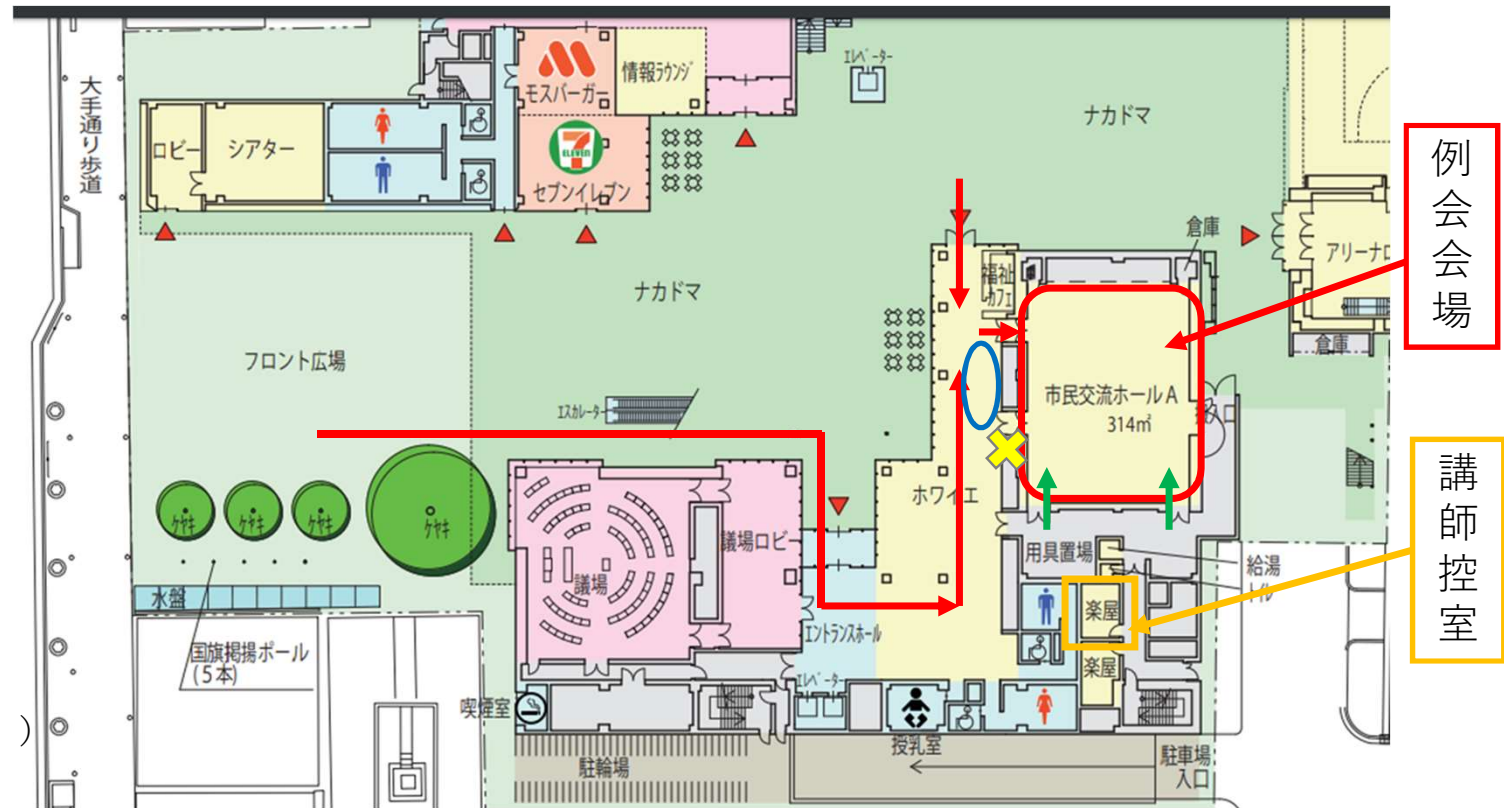 エレベーター
情報ラウンジ
モスバーガー
ナカドマ
大手通り歩道
ロビー
シアター
ELEVEN
セブンイレブン
例会会場
倉庫
アリーナロ
福祉
カフェ
ナカドマ
倉庫
フロント広場
市民交流ホールA
314㎡
エスカレーター
入口
講師控室
ホワイエ
ケヤキ
ケヤキ
ケヤキ
ケヤキ
議場ロビー
用具置場
給湯
トイレ
議場
水盤
楽屋
エントランスホール
国旗掲揚ポール
(5本)
楽屋
エレベーター
喫煙室
)
授乳室
駐輪場
駐車場
入口